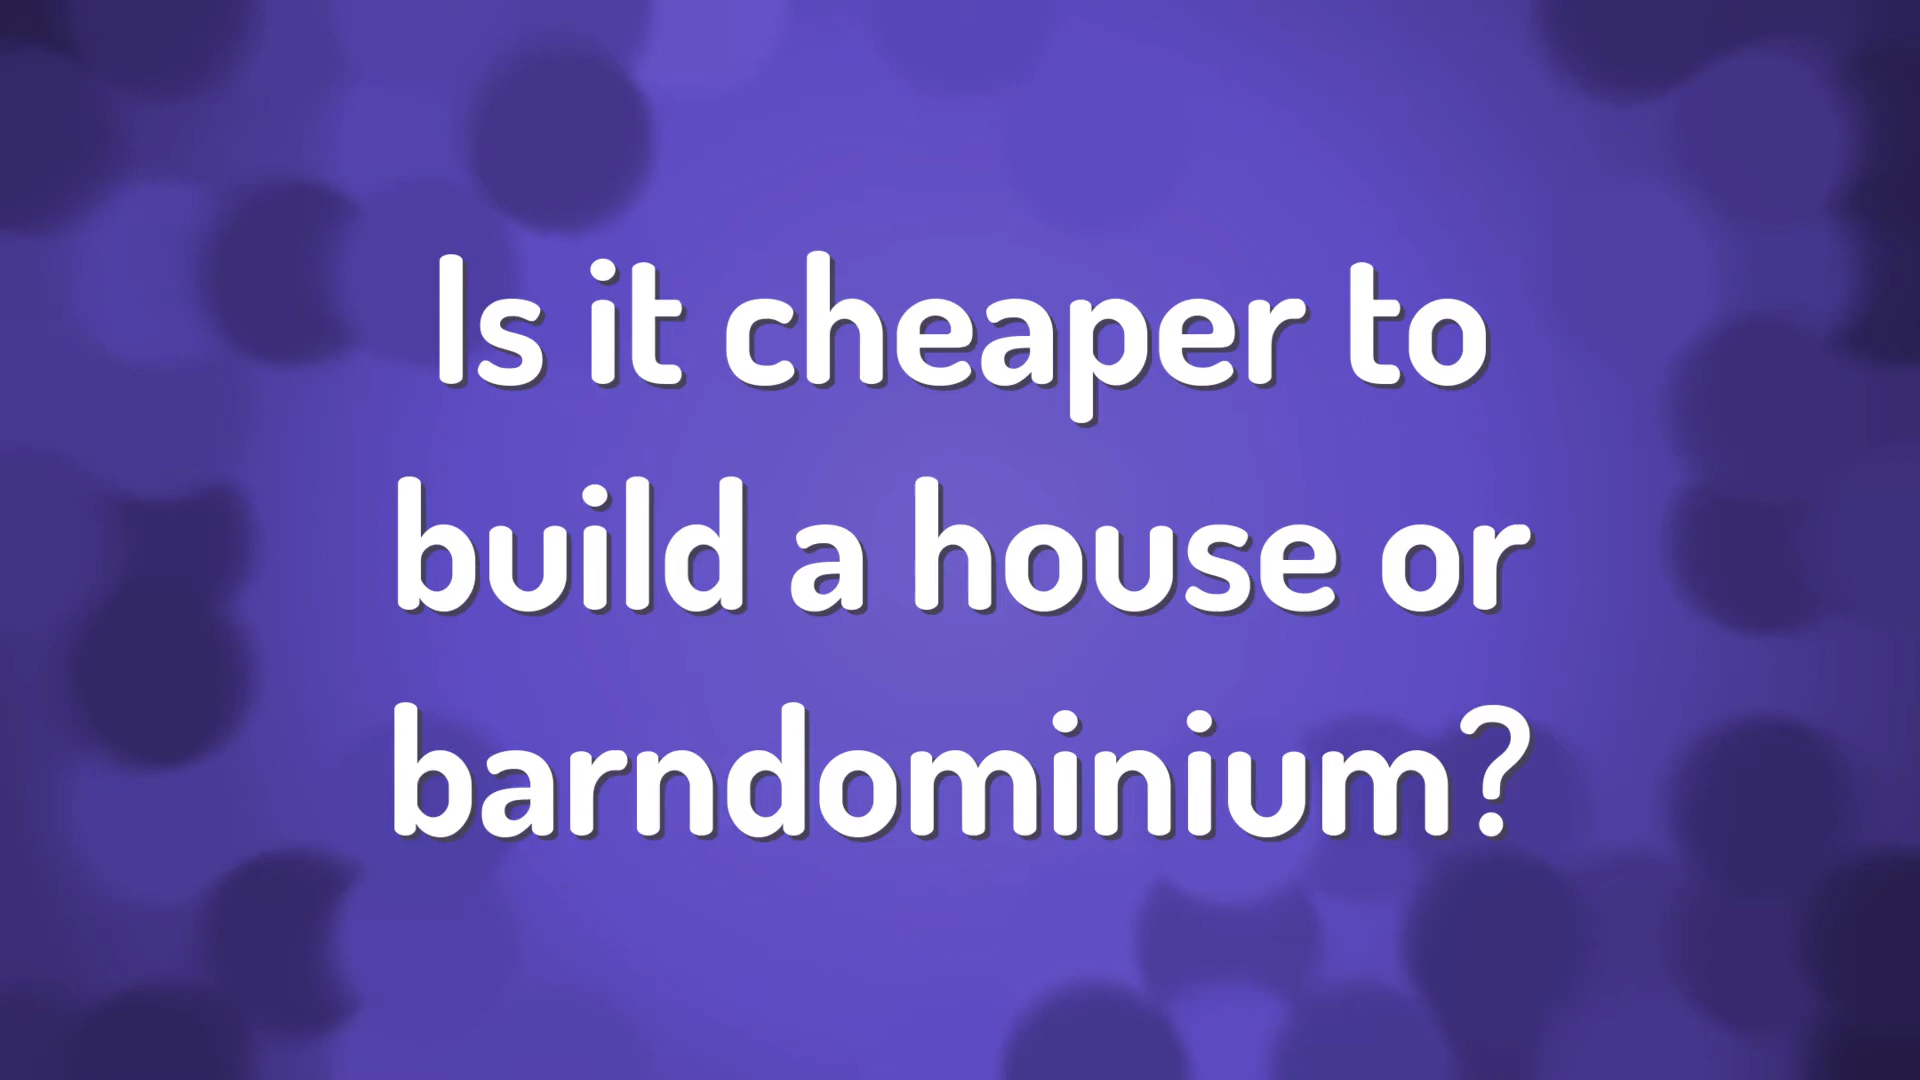 Is it cheaper to
build a house or
barndominium?